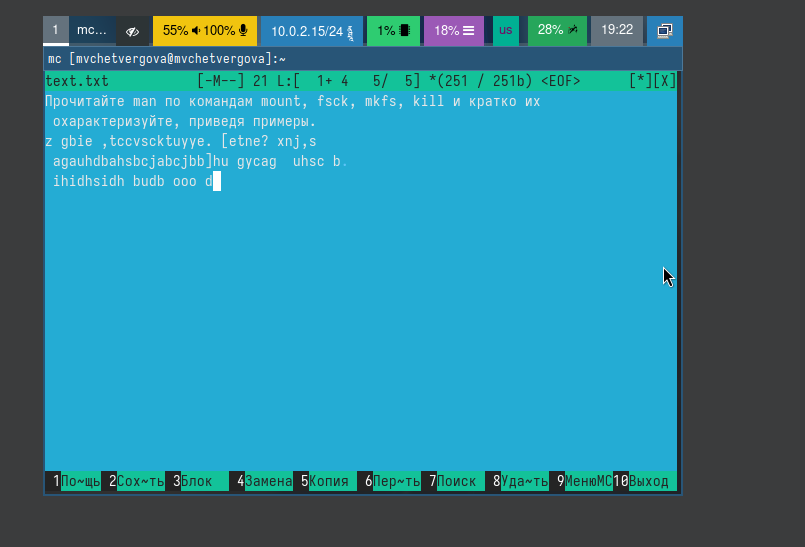 1 mc... 55% 100% 10.0.2.15/24 1% 18% us 28% 19:22
mc [mvchetvergova@mvchetvergova]:~
text.txt [-M--] 21 L:[ 1+ 4 5/ 5] *(251 / 251b) <EOF> [*][X]
Прочитайте man по командам mount, fsck, mkfs, kill и кратко их
охарактеризуйте, приведя примеры.
z gbie ,tccvscktuyye. [etne? xnj,s
agauhdbahsbcjabcjbb]hu gycag uhsc b.
ihidhsidh budb ooo d
1По~щь 2Сох~ть 3Блок 4Замена 5Копия 6Пер~ть 7Поиск 8Уда~ть 9МенюMC 10Выход